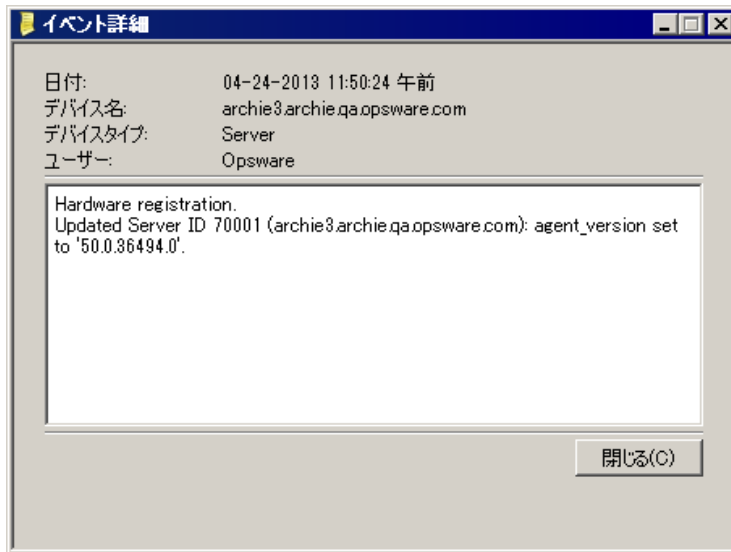 イベント詳細
日付: 04-24-2013 11:50:24 午前
デバイス名: archie3.archie.qa.opsware.com
デバイスタイプ: Server
ユーザー: Opsware
Hardware registration.
Updated Server ID 70001 (archie3.archie.qa.opsware.com): agent_version set
to '50.0.36494.0'.
閉じる(C)